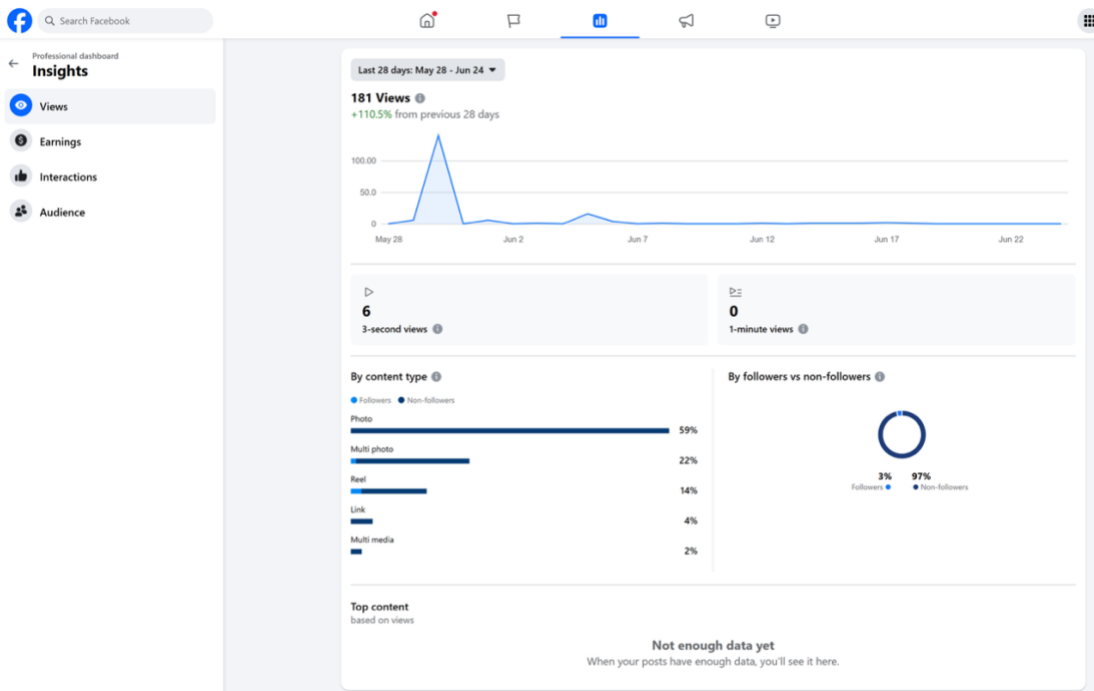 Search Facebook
Professional dashboard
Insights
Views
Earnings
Interactions
Audience
Last 28 days: May 28 - Jun 24
181 Views
+110.5% from previous 28 days
100.00
50.0
0
May 28 Jun 2 Jun 7 Jun 12 Jun 17 Jun 22
6
3-second views
0
1-minute views
By content type
Followers Non-followers
Photo
59%
Multi photo
22%
Reel
14%
Link
4%
Multi media
2%
By followers vs non-followers
3% 97%
Followers Non-followers
Top content
based on views
Not enough data yet
When your posts have enough data, you'll see it here.